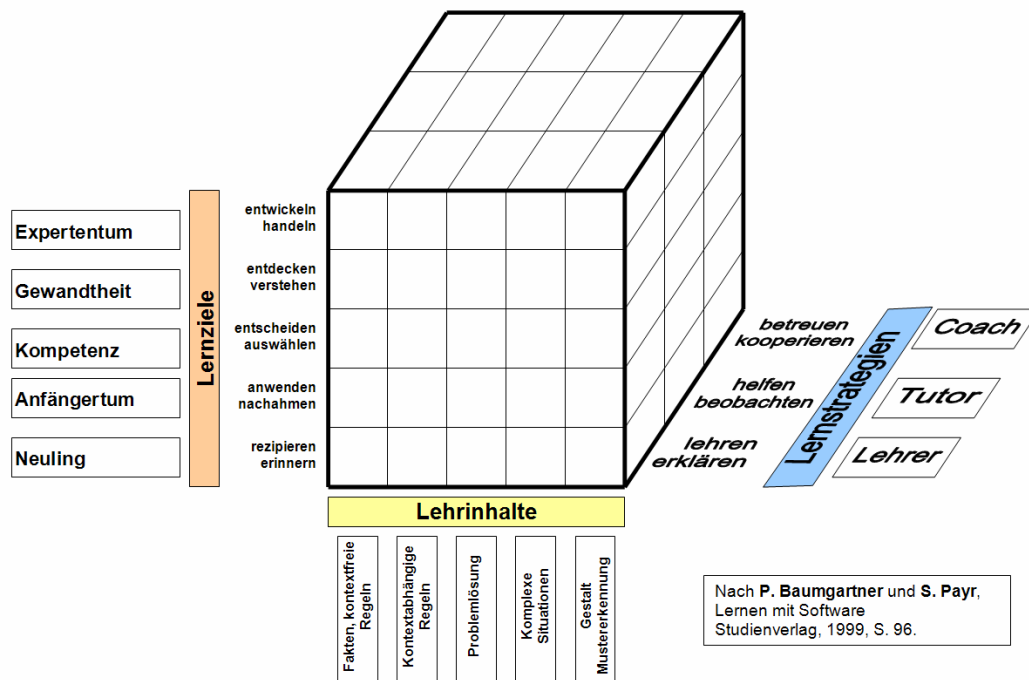 Expertentum
Gewandtheit
Kompetenz
Anfängertum
Neuling
Lernziele
entwickeln
handeln
entdecken
verstehen
entscheiden
auswählen
anwenden
nachahmen
rezipieren
erinnern
Lehrinhalte
Fakten, kontextfreie
Regeln
Kontextabhängige
Regeln
Problemlösung
Komplexe
Situationen
Gestalt
Mustererkennung
betreuen
kooperieren
helfen
beobachten
lehren
erklären
Lernstrategien
Coach
Tutor
Lehrer
Nach P. Baumgartner und S. Payr,
Lernen mit Software
Studienverlag, 1999, S. 96.